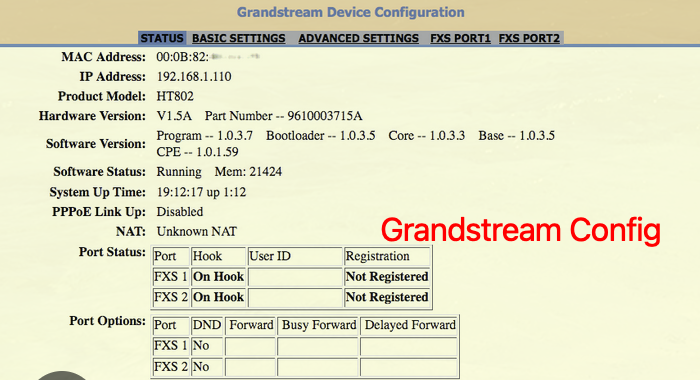 Grandstream Device Configuration
STATUS BASIC SETTINGS ADVANCED SETTINGS FXS PORT1 FXS PORT2
MAC Address: 00:0B:82:
IP Address: 192.168.1.110
Product Model: HT802
Hardware Version: V1.5A Part Number -- 9610003715A
Software Version: Program -- 1.0.3.7 Bootloader -- 1.0.3.5 Core -- 1.0.3.3 Base -- 1.0.3.5
CPE -- 1.0.1.59
Software Status: Running Mem: 21424
System Up Time: 19:12:17 up 1:12
PPPoE Link Up: Disabled
NAT: Unknown NAT
Grandstream Config
Port Status: Port Hook User ID Registration
FXS 1 On Hook Not Registered
FXS 2 On Hook Not Registered
Port Options: Port DND Forward Busy Forward Delayed Forward
FXS 1 No
FXS 2 No